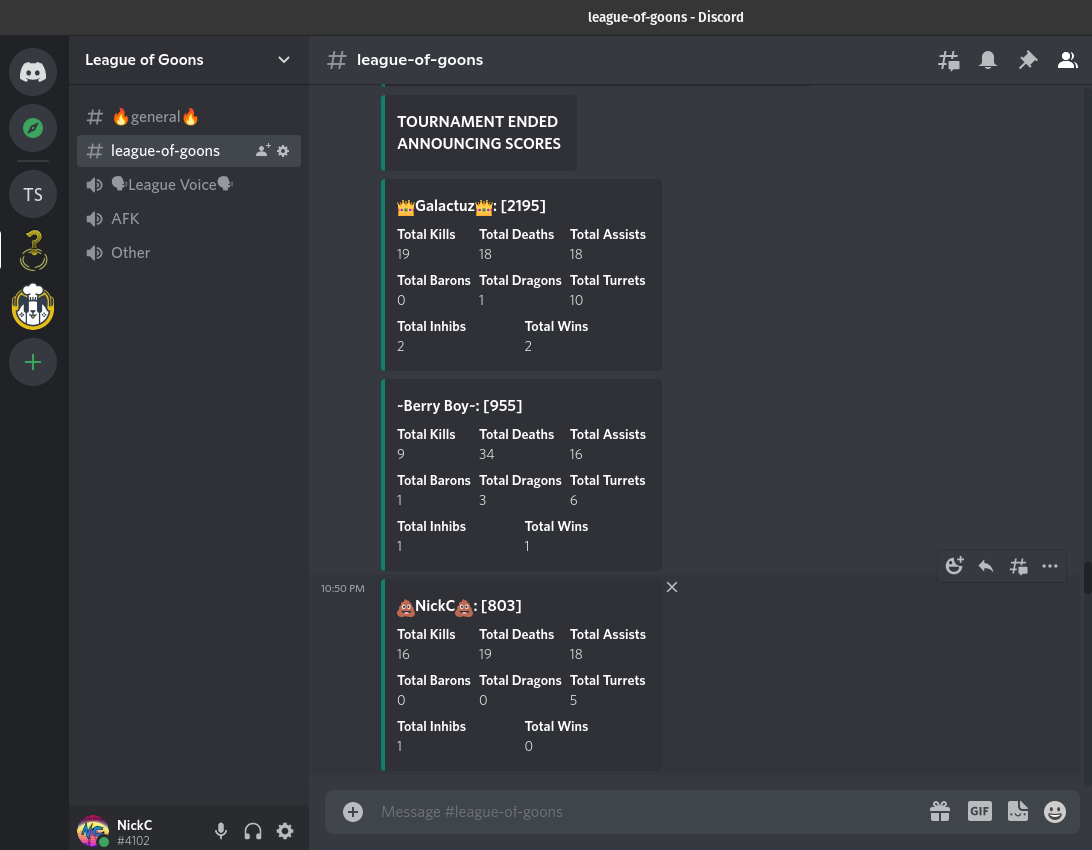 league-of-goons - Discord
League of Goons
league-of-goons
🔥general🔥
league-of-goons
🗣League Voice🗣
AFK
Other
TS
TOURNAMENT ENDED
ANNOUNCING SCORES
👑Galactuz👑: [2195]
Total Kills Total Deaths Total Assists
19 18 18
Total Barons Total Dragons Total Turrets
0 1 10
Total Inhibs Total Wins
2 2
~Berry Boy~: [955]
Total Kills Total Deaths Total Assists
9 34 16
Total Barons Total Dragons Total Turrets
1 3 6
Total Inhibs Total Wins
1 1
10:50 PM
💩NickC💩: [803]
Total Kills Total Deaths Total Assists
16 19 18
Total Barons Total Dragons Total Turrets
0 0 5
Total Inhibs Total Wins
1 0
NickC
#4102
Message #league-of-goons
GIF